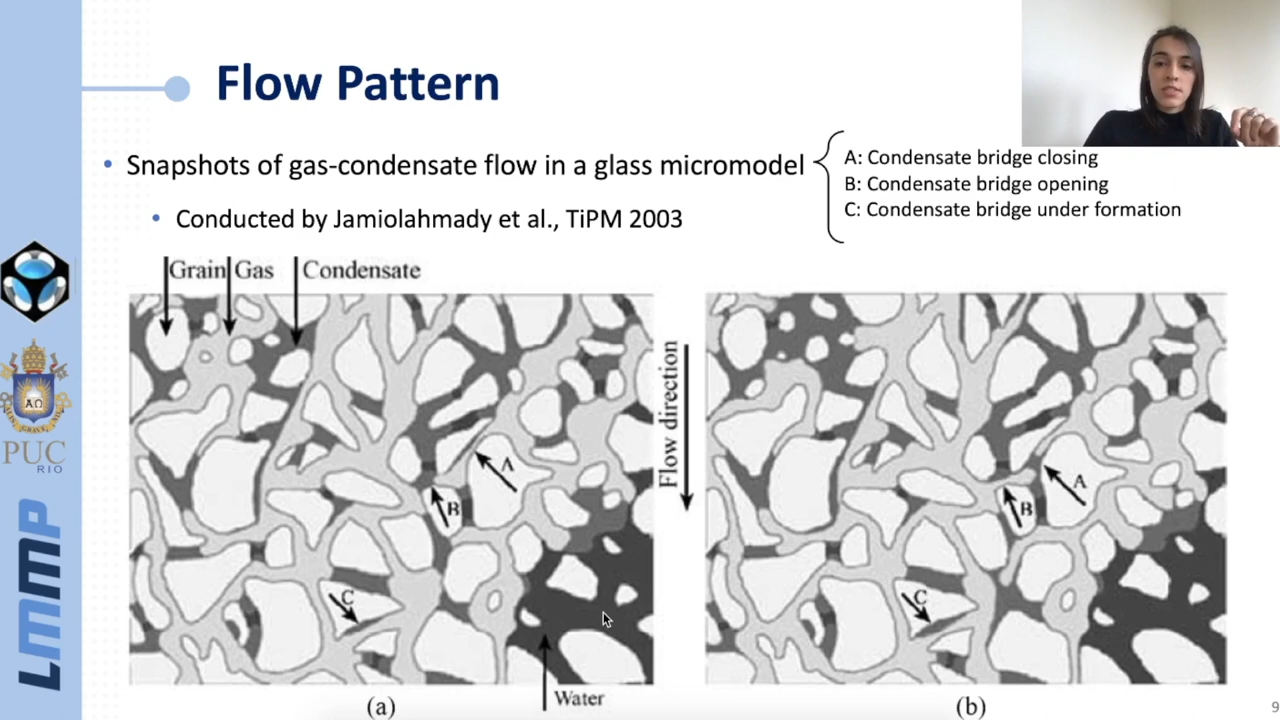 Flow Pattern
• Snapshots of gas-condensate flow in a glass micromodel
A: Condensate bridge closing
B: Condensate bridge opening
C: Condensate bridge under formation
• Conducted by Jamiolahmady et al., TiPM 2003
Grain Gas Condensate
Flow direction
A
B
C
A
B
C
Water
(a)
(b)
9
ΑΩ
PUC
RIO
LMMP